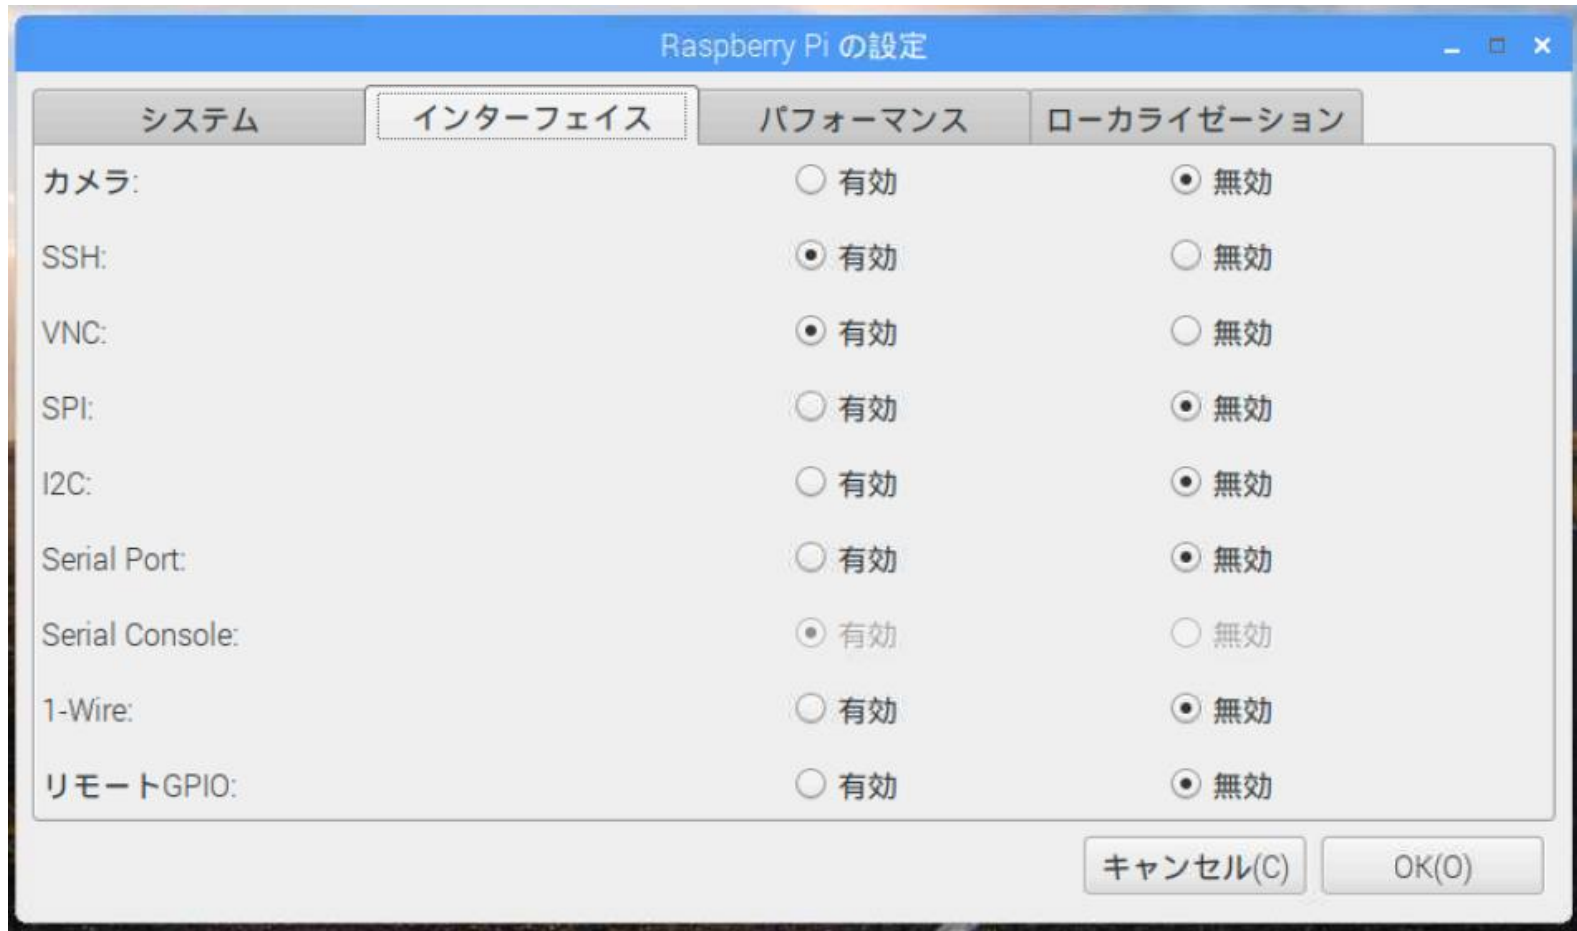 Raspberry Pi の設定
システム インターフェイス パフォーマンス ローカライゼーション
カメラ: 有効 無効
SSH: 有効 無効
VNC: 有効 無効
SPI: 有効 無効
I2C: 有効 無効
Serial Port: 有効 無効
Serial Console: 有効 無効
1-Wire: 有効 無効
リモートGPIO: 有効 無効
キャンセル(C) OK(O)